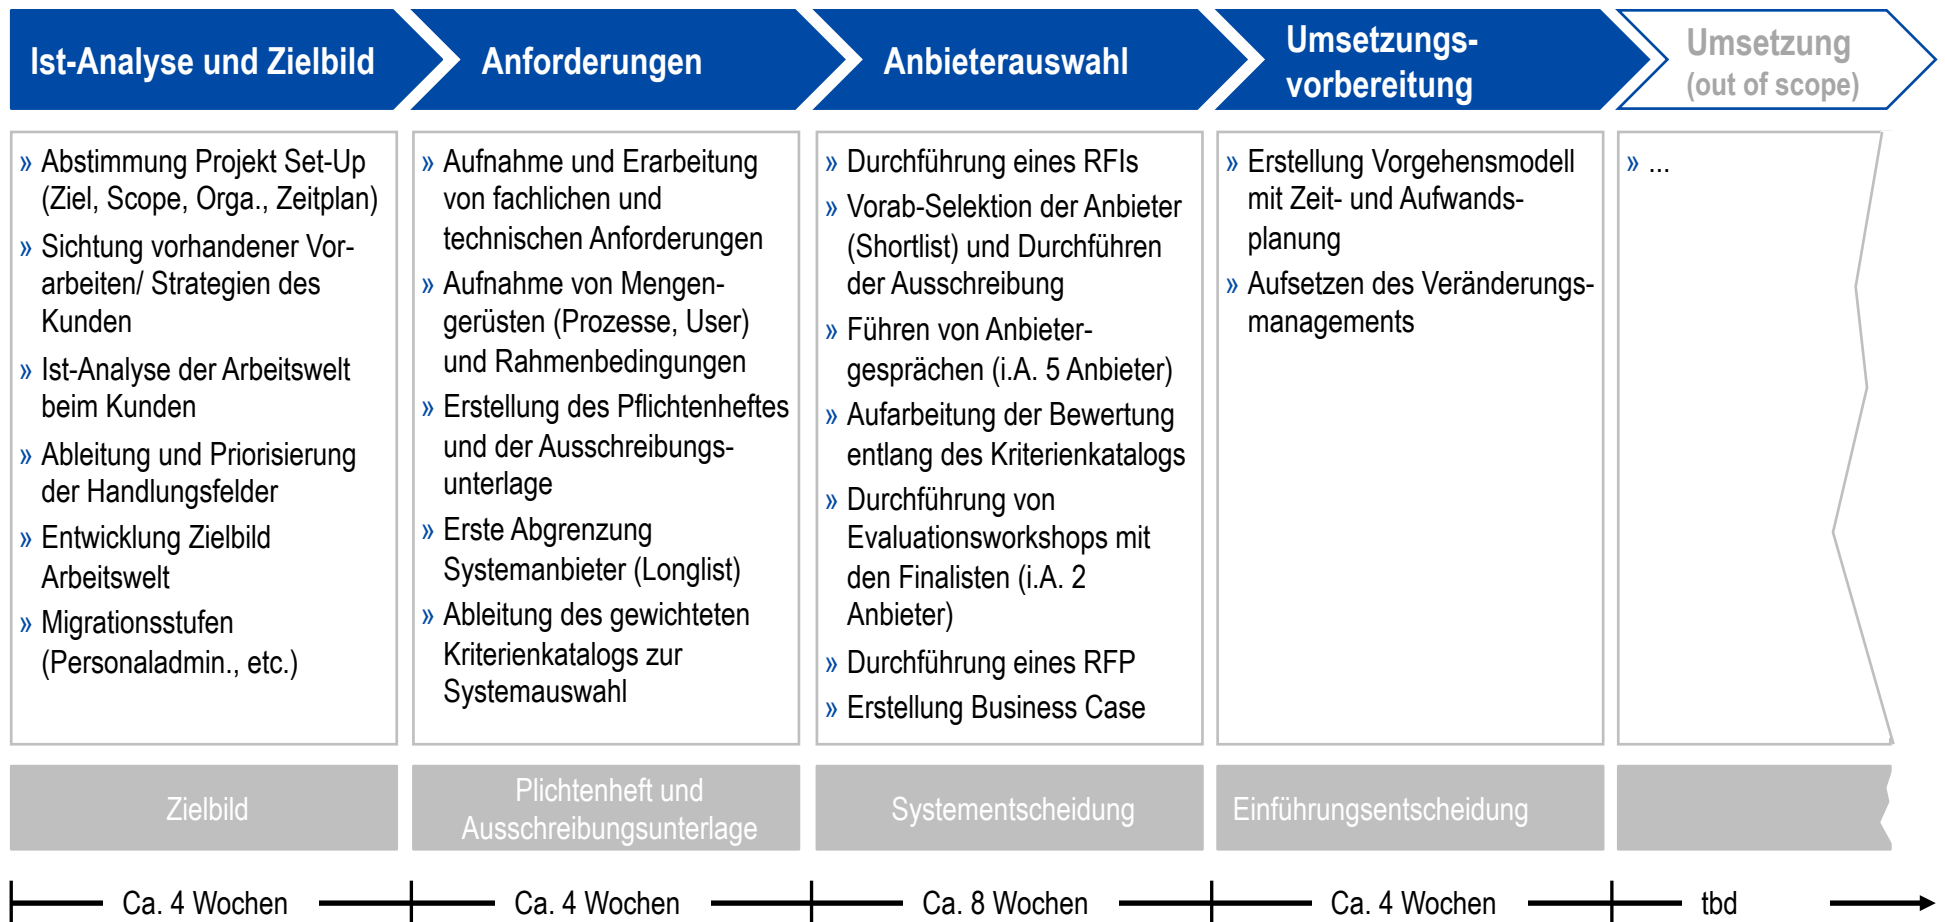 Ist-Analyse und Zielbild
Anforderungen
Anbieterauswahl
Umsetzungs-
vorbereitung
Umsetzung
(out of scope)
» Abstimmung Projekt Set-Up
(Ziel, Scope, Orga., Zeitplan)
» Sichtung vorhandener Vor-
arbeiten/ Strategien des
Kunden
» Ist-Analyse der Arbeitswelt
beim Kunden
» Ableitung und Priorisierung
der Handlungsfelder
» Entwicklung Zielbild
Arbeitswelt
» Migrationsstufen
(Personaladmin., etc.)
» Aufnahme und Erarbeitung
von fachlichen und
technischen Anforderungen
» Aufnahme von Mengen-
gerüsten (Prozesse, User)
und Rahmenbedingungen
» Erstellung des Pflichtenheftes
und der Ausschreibungs-
unterlage
» Erste Abgrenzung
Systemanbieter (Longlist)
» Ableitung des gewichteten
Kriterienkatalogs zur
Systemauswahl
» Durchführung eines RFIs
» Vorab-Selektion der Anbieter
(Shortlist) und Durchführen
der Ausschreibung
» Führen von Anbieter-
gesprächen (i.A. 5 Anbieter)
» Aufarbeitung der Bewertung
entlang des Kriterienkatalogs
» Durchführung von
Evaluationsworkshops mit
den Finalisten (i.A. 2
Anbieter)
» Durchführung eines RFP
» Erstellung Business Case
» Erstellung Vorgehensmodell
mit Zeit- und Aufwands-
planung
» Aufsetzen des Veränderungs-
managements
» ...
Zielbild
Plichtenheft und
Ausschreibungsunterlage
Systementscheidung
Einführungsentscheidung
Ca. 4 Wochen
Ca. 4 Wochen
Ca. 8 Wochen
Ca. 4 Wochen
tbd